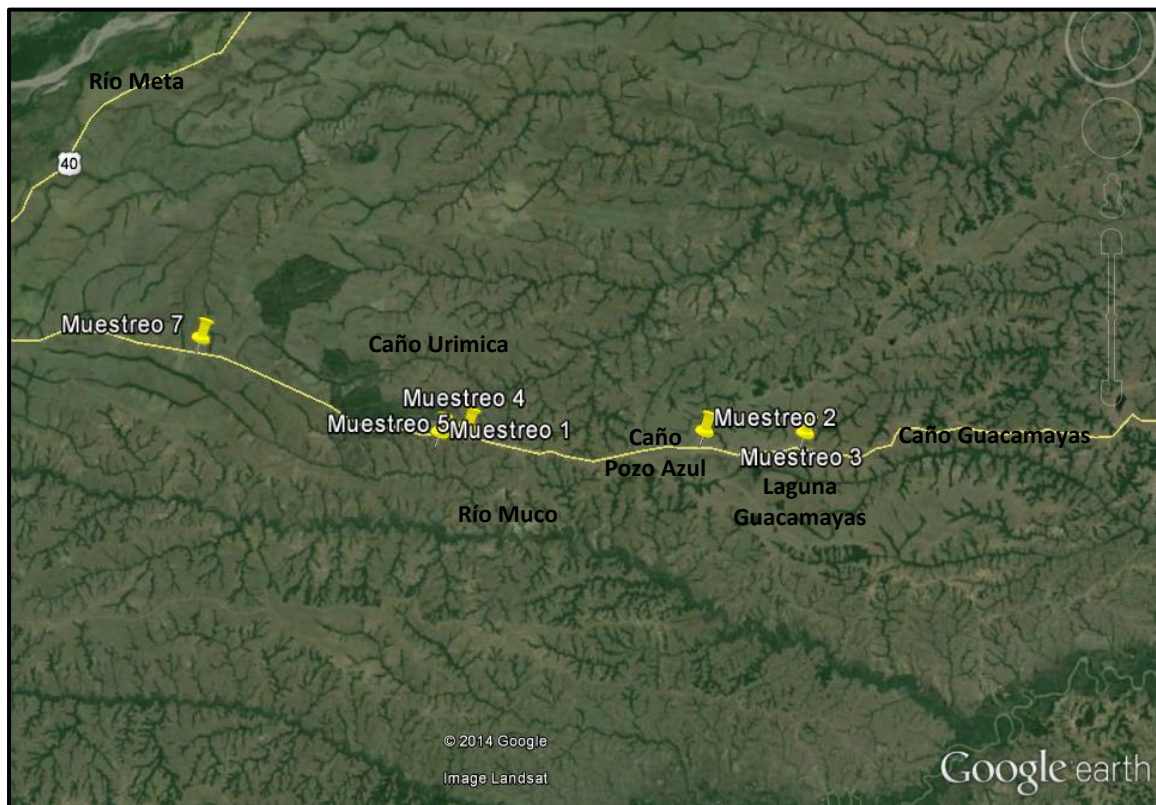 Río Meta
40
Muestreo 7
Caño Urimica
Muestreo 4
Muestreo 5
Muestreo 1
Muestreo 2
Caño
Pozo Azul
Caño Guacamayas
Muestreo 3
Laguna
Guacamayas
Río Muco
© 2014 Google
Image Landsat
Google earth